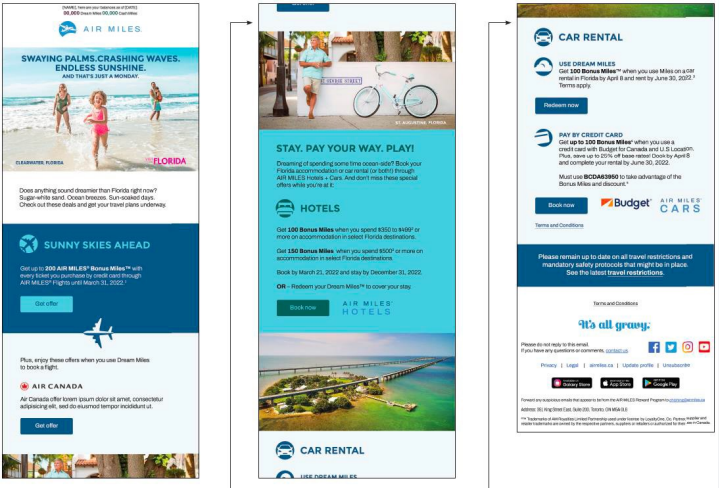 [NAME], here are your balances as of [DATE].
00,000 Dream Miles 00,000 Cash Miles
AIR MILES
SWAYING PALMS.CRASHING WAVES.
ENDLESS SUNSHINE.
AND THAT'S JUST A MONDAY.
CLEARWATER, FLORIDA
FLORIDA
Does anything sound dreamier than Florida right now?
Sugar-white sand. Ocean breezes. Sun-soaked days.
Check out these deals and get your travel plans underway.
SUNNY SKIES AHEAD
Get up to 200 AIR MILES® Bonus Miles™ with
every ticket you purchase by credit card through
AIR MILES® Flights until March 31, 2022.¹
Get offer
Plus, enjoy these offers when you use Dream Miles
to book a flight.
AIR CANADA
Air Canada offer lorem ipsum dolor sit amet, consectetur
adipiscing elit, sed do eiusmod tempor incididunt ut.
Get offer
ST. AUGUSTINE, FLORIDA
STAY. PAY YOUR WAY. PLAY!
Dreaming of spending some time ocean-side? Book your
Florida accommodation or car rental (or both!) through
AIR MILES Hotels + Cars. And don't miss these special
offers while you're at it:
HOTELS
Get 100 Bonus Miles when you spend $350 to $499² or
more on accommodation in select Florida destinations.
Get 150 Bonus Miles when you spend $500² or more on
accommodation in select Florida destinations.
Book by March 21, 2022 and stay by December 31, 2022.
OR – Redeem your Dream Miles™ to cover your stay.
Book now
AIR MILES
HOTELS
CAR RENTAL
USE DREAM MILES
CAR RENTAL
USE DREAM MILES
Get 100 Bonus Miles™ when you use Miles on a car
rental in Florida by April 8 and rent by June 30, 2022.³
Terms apply.
Redeem now
PAY BY CREDIT CARD
Get up to 100 Bonus Miles⁴ when you use a
credit card with Budget for Canada and U.S Location.
Plus, save up to 25% off base rates! Book by April 8
and complete your rental by June 30, 2022.
Must use BCDA63950 to take advantage of the
Bonus Miles and discount.⁴
Book now
Budget
AIR MILES
CARS
Terms and Conditions
Please remain up to date on all travel restrictions and
mandatory safety protocols that might be in place.
See the latest travel restrictions.
Terms and Conditions
It's all gravy.
Please do not reply to this email.
If you have any questions or comments, contact us.
Privacy | Legal | airmiles.ca | Update profile | Unsubscribe
Galaxy Store
App Store
Google Play